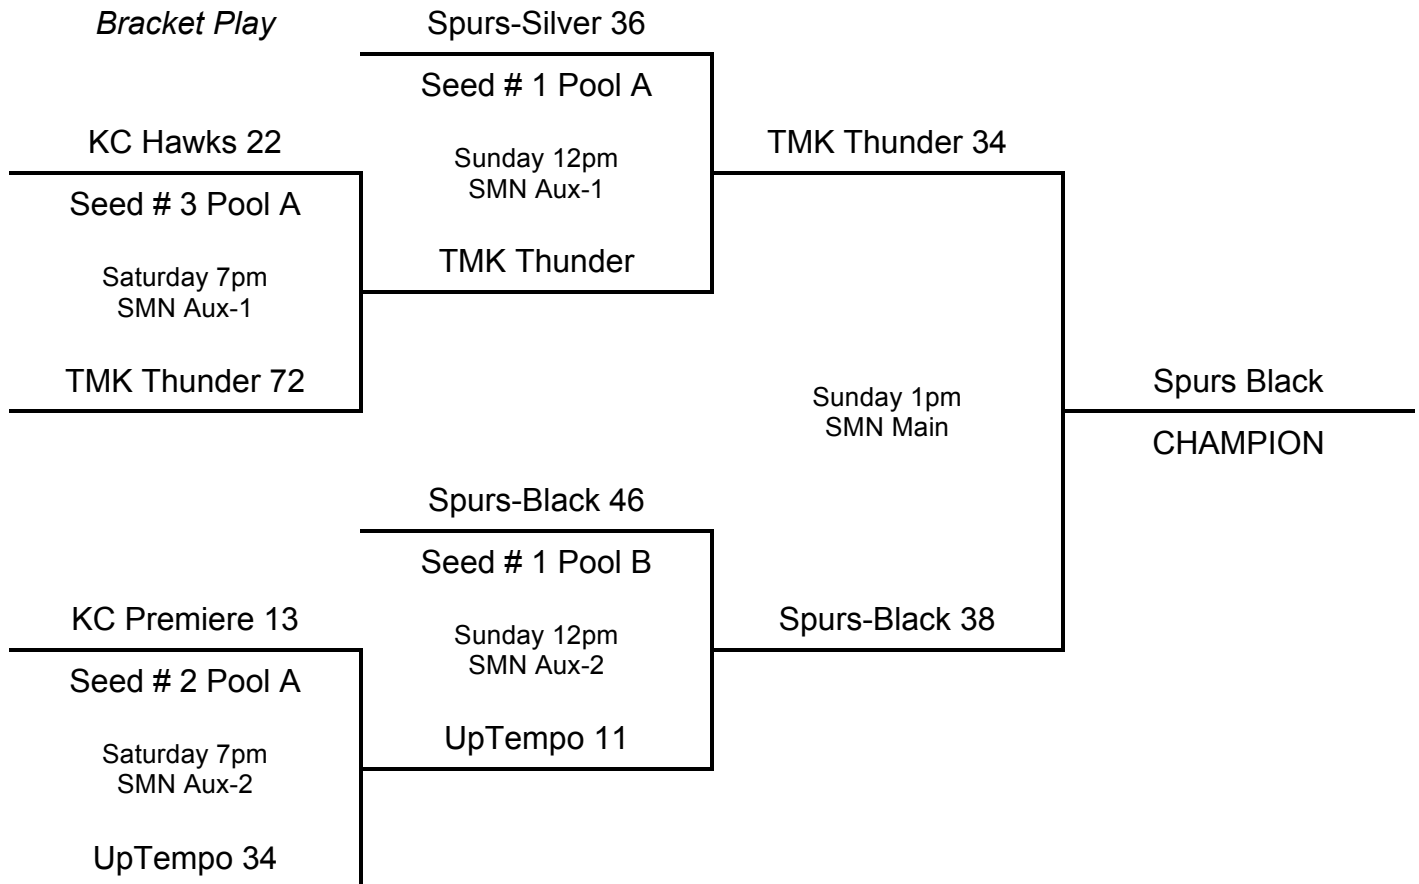 Bracket Play
Spurs-Silver 36
Seed # 1 Pool A
KC Hawks 22
Sunday 12pm
SMN Aux-1
TMK Thunder 34
Seed # 3 Pool A
TMK Thunder
Saturday 7pm
SMN Aux-1
TMK Thunder 72
Sunday 1pm
SMN Main
Spurs Black
CHAMPION
Spurs-Black 46
Seed # 1 Pool B
KC Premiere 13
Sunday 12pm
SMN Aux-2
Spurs-Black 38
Seed # 2 Pool A
UpTempo 11
Saturday 7pm
SMN Aux-2
UpTempo 34